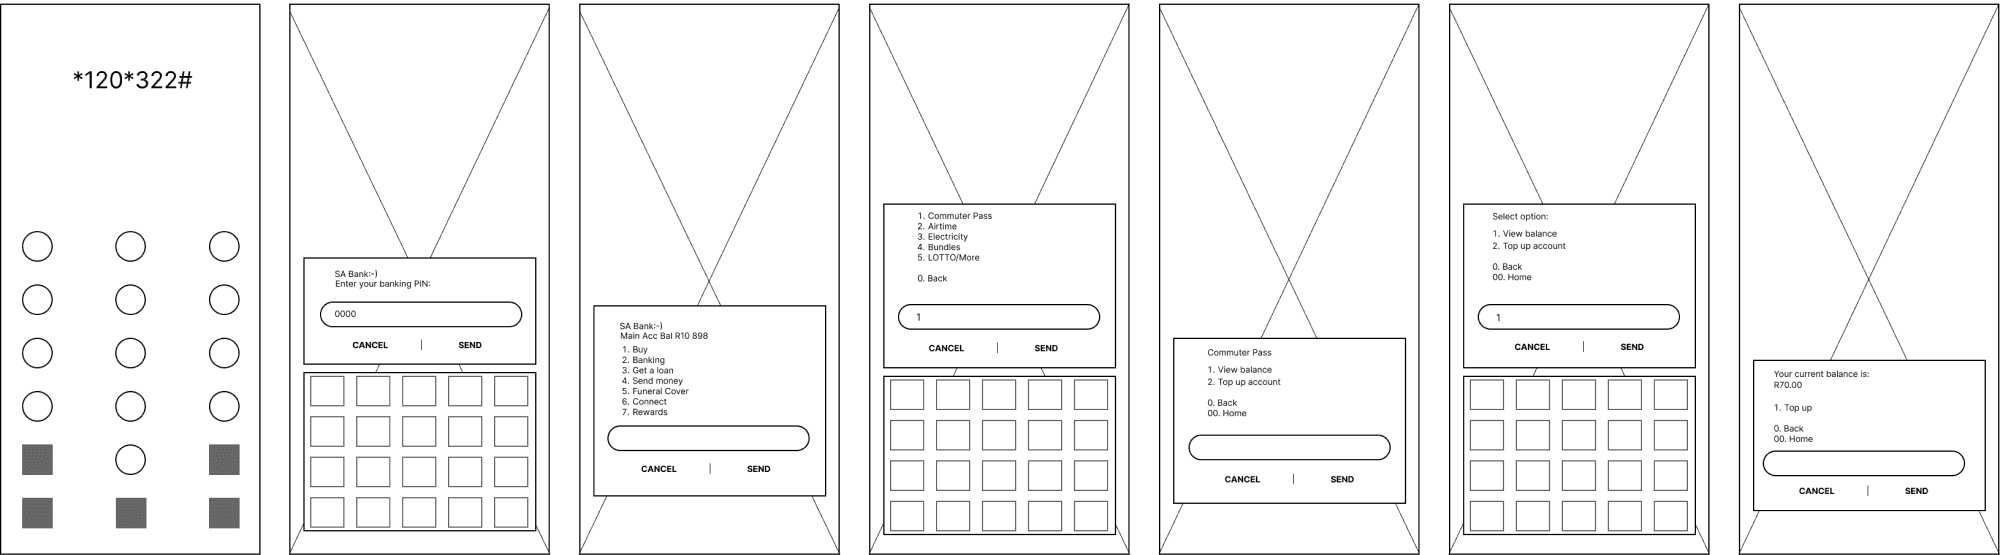 *120*322#
SA Bank:-)
Enter your banking PIN:
0000
CANCEL | SEND
SA Bank:-)
Main Acc Bal R10 898
1. Buy
2. Banking
3. Get a loan
4. Send money
5. Funeral Cover
6. Connect
7. Rewards
CANCEL | SEND
1. Commuter Pass
2. Airtime
3. Electricity
4. Bundles
5. LOTTO/More
0. Back
1
CANCEL | SEND
Commuter Pass
1. View balance
2. Top up account
0. Back
00. Home
CANCEL | SEND
Select option:
1. View balance
2. Top up account
0. Back
00. Home
1
CANCEL | SEND
Your current balance is:
R70.00
1. Top up
0. Back
00. Home
CANCEL | SEND